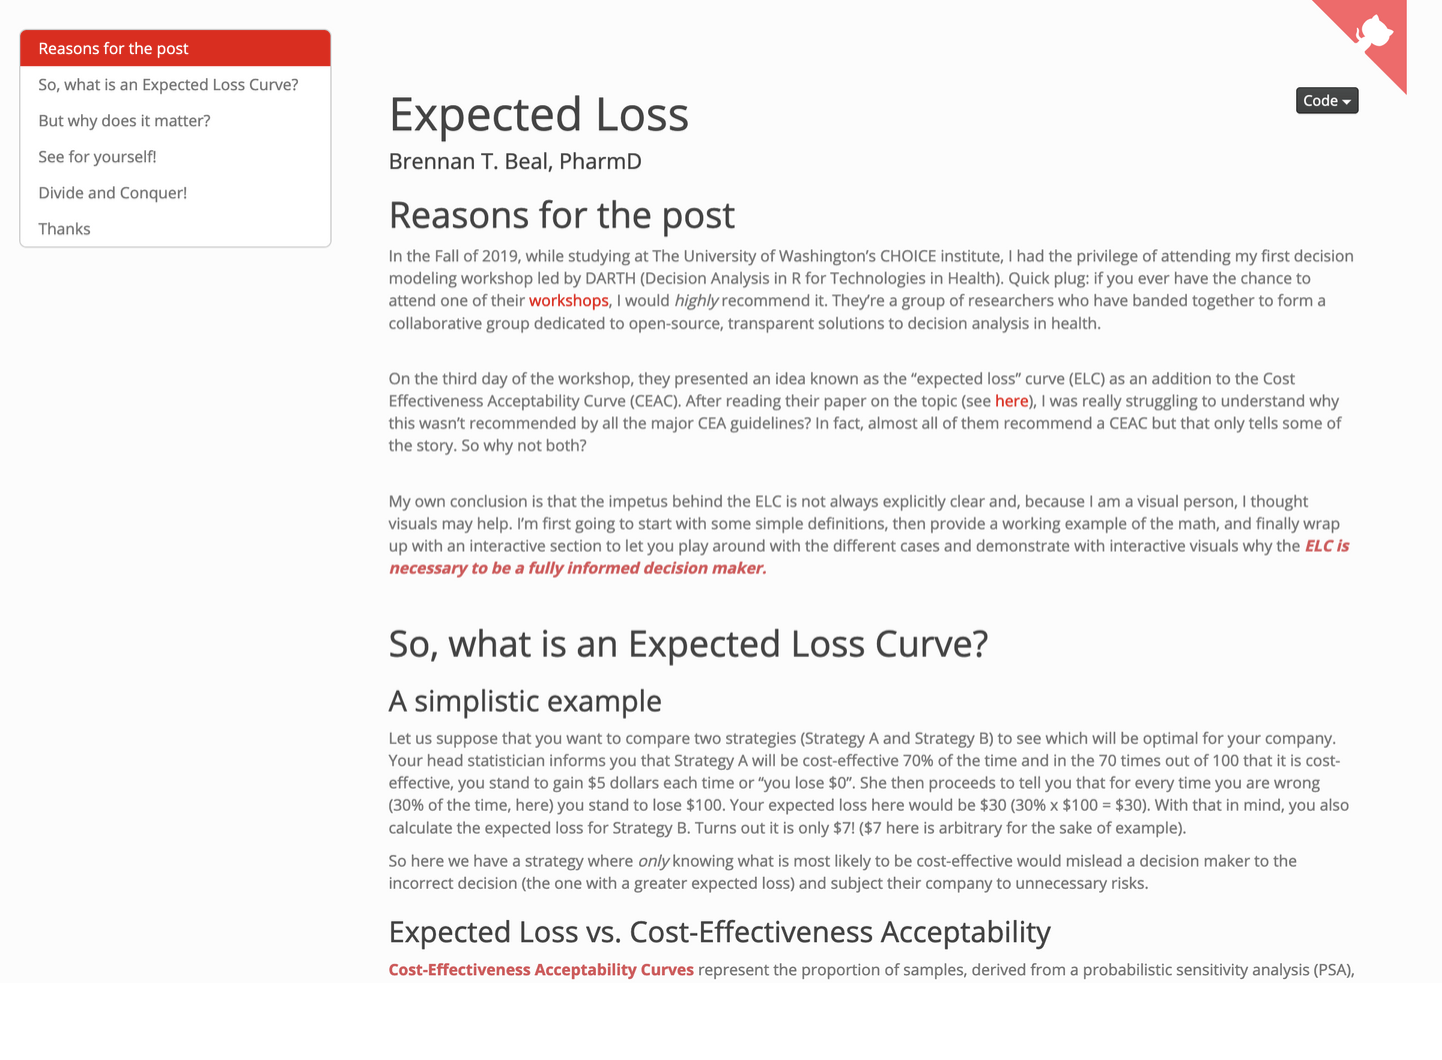 Reasons for the post
So, what is an Expected Loss Curve?
But why does it matter?
See for yourself!
Divide and Conquer!
Thanks
Code
Expected Loss
Brennan T. Beal, PharmD
Reasons for the post
In the Fall of 2019, while studying at The University of Washington’s CHOICE institute, I had the privilege of attending my first decision
modeling workshop led by DARTH (Decision Analysis in R for Technologies in Health). Quick plug: if you ever have the chance to
attend one of their workshops, I would highly recommend it. They’re a group of researchers who have banded together to form a
collaborative group dedicated to open-source, transparent solutions to decision analysis in health.
On the third day of the workshop, they presented an idea known as the “expected loss” curve (ELC) as an addition to the Cost
Effectiveness Acceptability Curve (CEAC). After reading their paper on the topic (see here), I was really struggling to understand why
this wasn’t recommended by all the major CEA guidelines? In fact, almost all of them recommend a CEAC but that only tells some of
the story. So why not both?
My own conclusion is that the impetus behind the ELC is not always explicitly clear and, because I am a visual person, I thought
visuals may help. I’m first going to start with some simple definitions, then provide a working example of the math, and finally wrap
up with an interactive section to let you play around with the different cases and demonstrate with interactive visuals why the ELC is
necessary to be a fully informed decision maker.
So, what is an Expected Loss Curve?
A simplistic example
Let us suppose that you want to compare two strategies (Strategy A and Strategy B) to see which will be optimal for your company.
Your head statistician informs you that Strategy A will be cost-effective 70% of the time and in the 70 times out of 100 that it is cost-
effective, you stand to gain $5 dollars each time or “you lose $0”. She then proceeds to tell you that for every time you are wrong
(30% of the time, here) you stand to lose $100. Your expected loss here would be $30 (30% x $100 = $30). With that in mind, you also
calculate the expected loss for Strategy B. Turns out it is only $7! ($7 here is arbitrary for the sake of example).
So here we have a strategy where only knowing what is most likely to be cost-effective would mislead a decision maker to the
incorrect decision (the one with a greater expected loss) and subject their company to unnecessary risks.
Expected Loss vs. Cost-Effectiveness Acceptability
Cost-Effectiveness Acceptability Curves represent the proportion of samples, derived from a probabilistic sensitivity analysis (PSA),